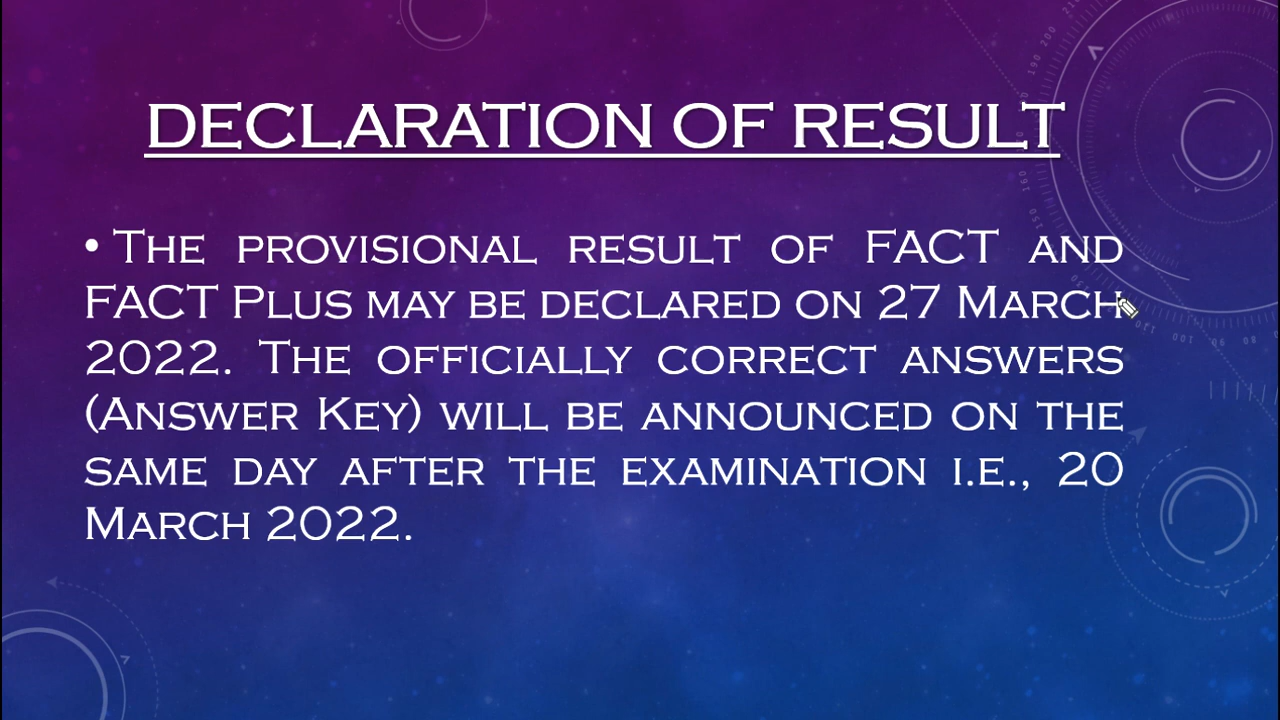 DECLARATION OF RESULT
• THE PROVISIONAL RESULT OF FACT AND
FACT PLUS MAY BE DECLARED ON 27 MARCH
2022. THE OFFICIALLY CORRECT ANSWERS
(ANSWER KEY) WILL BE ANNOUNCED ON THE
SAME DAY AFTER THE EXAMINATION I.E., 20
MARCH 2022.